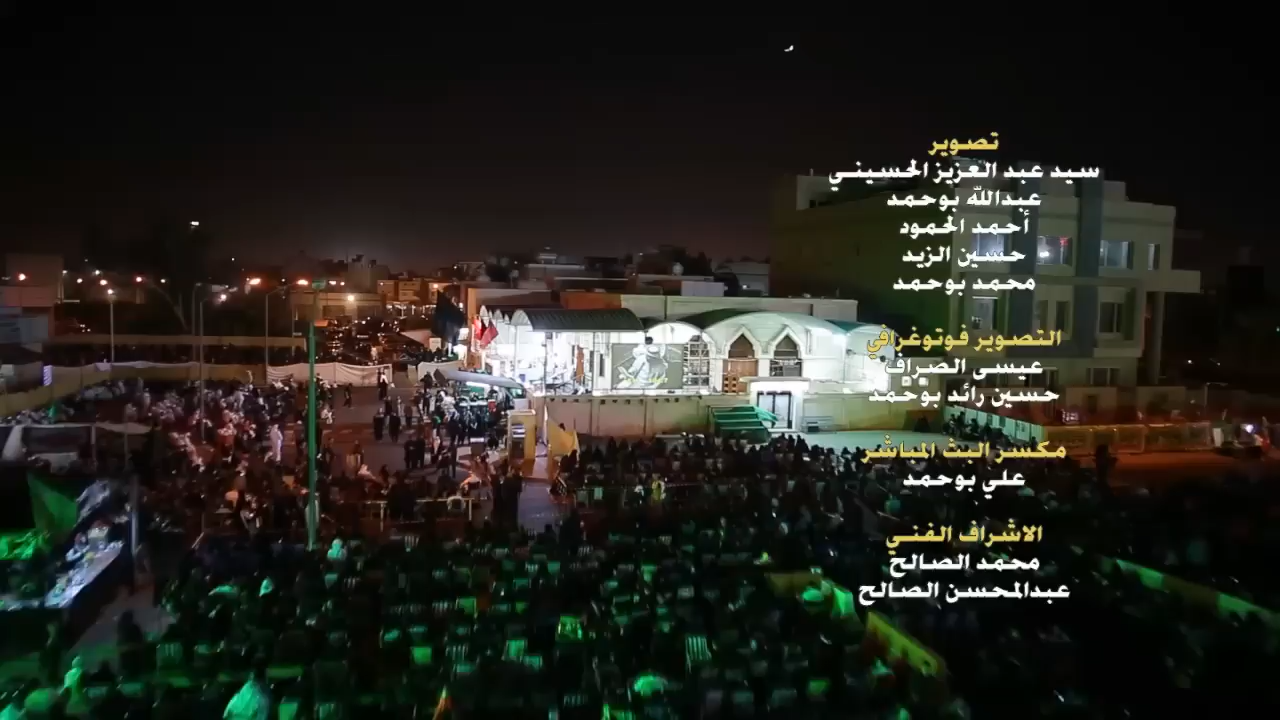 تصوير
سيد عبد العزيز الحسيني
عبدالله بوحمد
أحمد الحمود
حسين الزيد
محمد بوحمد
التصوير فوتوغرافي
عيسى الصراف
حسين رائد بوحمد
مكسر البث المباشر
علي بوحمد
الاشراف الفني
محمد الصالح
عبدالمحسن الصالح